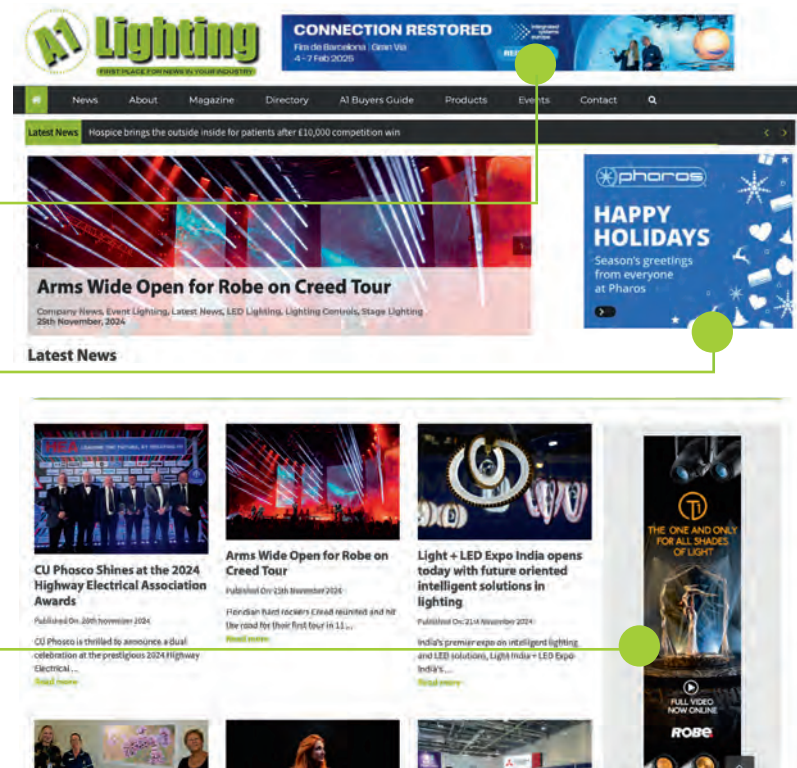 A1 Lighting
FIRST PLACE FOR NEWS IN YOUR INDUSTRY
CONNECTION RESTORED
Fira de Barcelona | Gran Via
4 - 7 Feb 2025
integrated
systems
europe
News About Magazine Directory A1 Buyers Guide Products Events Contact
Latest News Hospice brings the outside inside for patients after £10,000 competition win
Arms Wide Open for Robe on Creed Tour
Company News, Event Lighting, Latest News, LED Lighting, Lighting Controls, Stage Lighting
25th November, 2024
pharos
HAPPY
HOLIDAYS
Season's greetings
from everyone
at Pharos
Latest News
CU Phosco Shines at the 2024
Highway Electrical Association
Awards
Published On: 26th November 2024
CU Phosco is thrilled to announce a dual
celebration at the prestigious 2024 Highway
Electrical ...
Read more
Arms Wide Open for Robe on
Creed Tour
Published On: 25th November 2024
Floridian hard rockers Creed reunited and hit
the road for their first tour in 11 ...
Read more
Light + LED Expo India opens
today with future oriented
intelligent solutions in
lighting
Published On: 21st November 2024
India's premier expo on intelligent lighting
and LED solutions, Light India + LED Expo
India's ...
Read more
T1
THE ONE AND ONLY
FOR ALL SHADES
OF LIGHT
FULL VIDEO
NOW ONLINE
ROBE